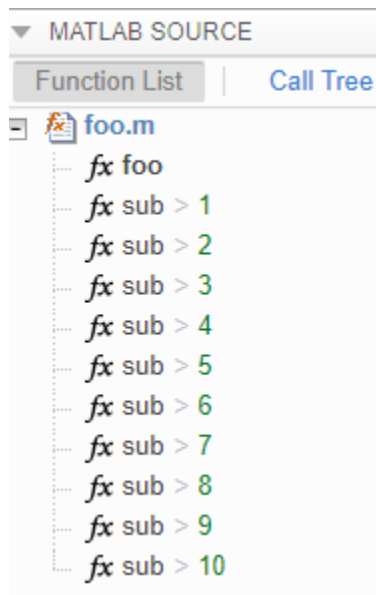 MATLAB SOURCE
Function List Call Tree
foo.m
fx foo
fx sub > 1
fx sub > 2
fx sub > 3
fx sub > 4
fx sub > 5
fx sub > 6
fx sub > 7
fx sub > 8
fx sub > 9
fx sub > 10